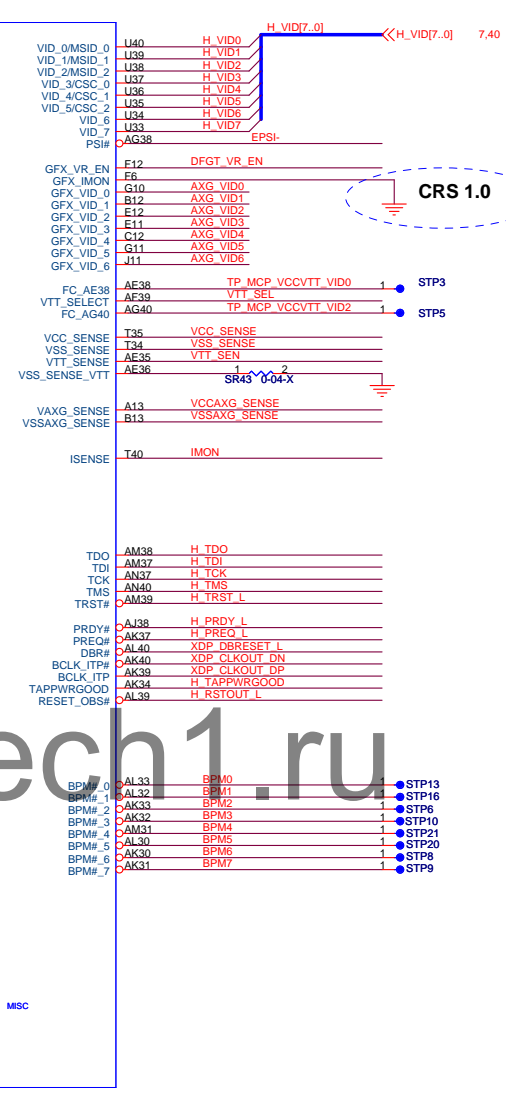 H_VID[7..0]
VID_0/MSID_0 U40 H_VID0 H_VID[7..0] 7,40
VID_1/MSID_1 U39 H_VID1
VID_2/MSID_2 U38 H_VID2
VID_3/CSC_0 U37 H_VID3
VID_4/CSC_1 U36 H_VID4
VID_5/CSC_2 U35 H_VID5
VID_6 U34 H_VID6
VID_7 U33 H_VID7
PSI# AG38 EPSI-
GFX_VR_EN F12 DFGT_VR_EN
GFX_IMON F6
GFX_VID_0 G10 AXG_VID0 CRS 1.0
GFX_VID_1 B12 AXG_VID1
GFX_VID_2 E12 AXG_VID2
GFX_VID_3 E11 AXG_VID3
GFX_VID_4 C12 AXG_VID4
GFX_VID_5 G11 AXG_VID5
GFX_VID_6 J11 AXG_VID6
FC_AE38 AE38 TP_MCP_VCCVTT_VID0 1 STP3
VTT_SELECT AF39 VTT_SEL
FC_AG40 AG40 TP_MCP_VCCVTT_VID2 1 STP5
VCC_SENSE T35 VCC_SENSE
VSS_SENSE T34 VSS_SENSE
VTT_SENSE AE35 VTT_SEN
VSS_SENSE_VTT AE36 1 2
SR43 0-04-X
VAXG_SENSE A13 VCCAXG_SENSE
VSSAXG_SENSE B13 VSSAXG_SENSE
ISENSE T40 IMON
TDO AM38 H_TDO
TDI AM37 H_TDI
TCK AN37 H_TCK
TMS AN40 H_TMS
TRST# AM39 H_TRST_L
PRDY# AJ38 H_PRDY_L
PREQ# AK37 H_PREQ_L
DBR# AL40 XDP_DBRESET_L
BCLK_ITP# AK40 XDP_CLKOUT_DN
BCLK_ITP AK39 XDP_CLKOUT_DP
TAPPWRGOOD AK34 H_TAPPWRGOOD
RESET_OBS# AL39 H_RSTOUT_L
ech1.ru
BPM#_0 AL33 BPM0 1 STP13
BPM#_1 AL32 BPM1 1 STP16
BPM#_2 AK33 BPM2 1 STP6
BPM#_3 AK32 BPM3 1 STP10
BPM#_4 AM31 BPM4 1 STP21
BPM#_5 AL30 BPM5 1 STP20
BPM#_6 AK30 BPM6 1 STP8
BPM#_7 AK31 BPM7 1 STP9
MISC